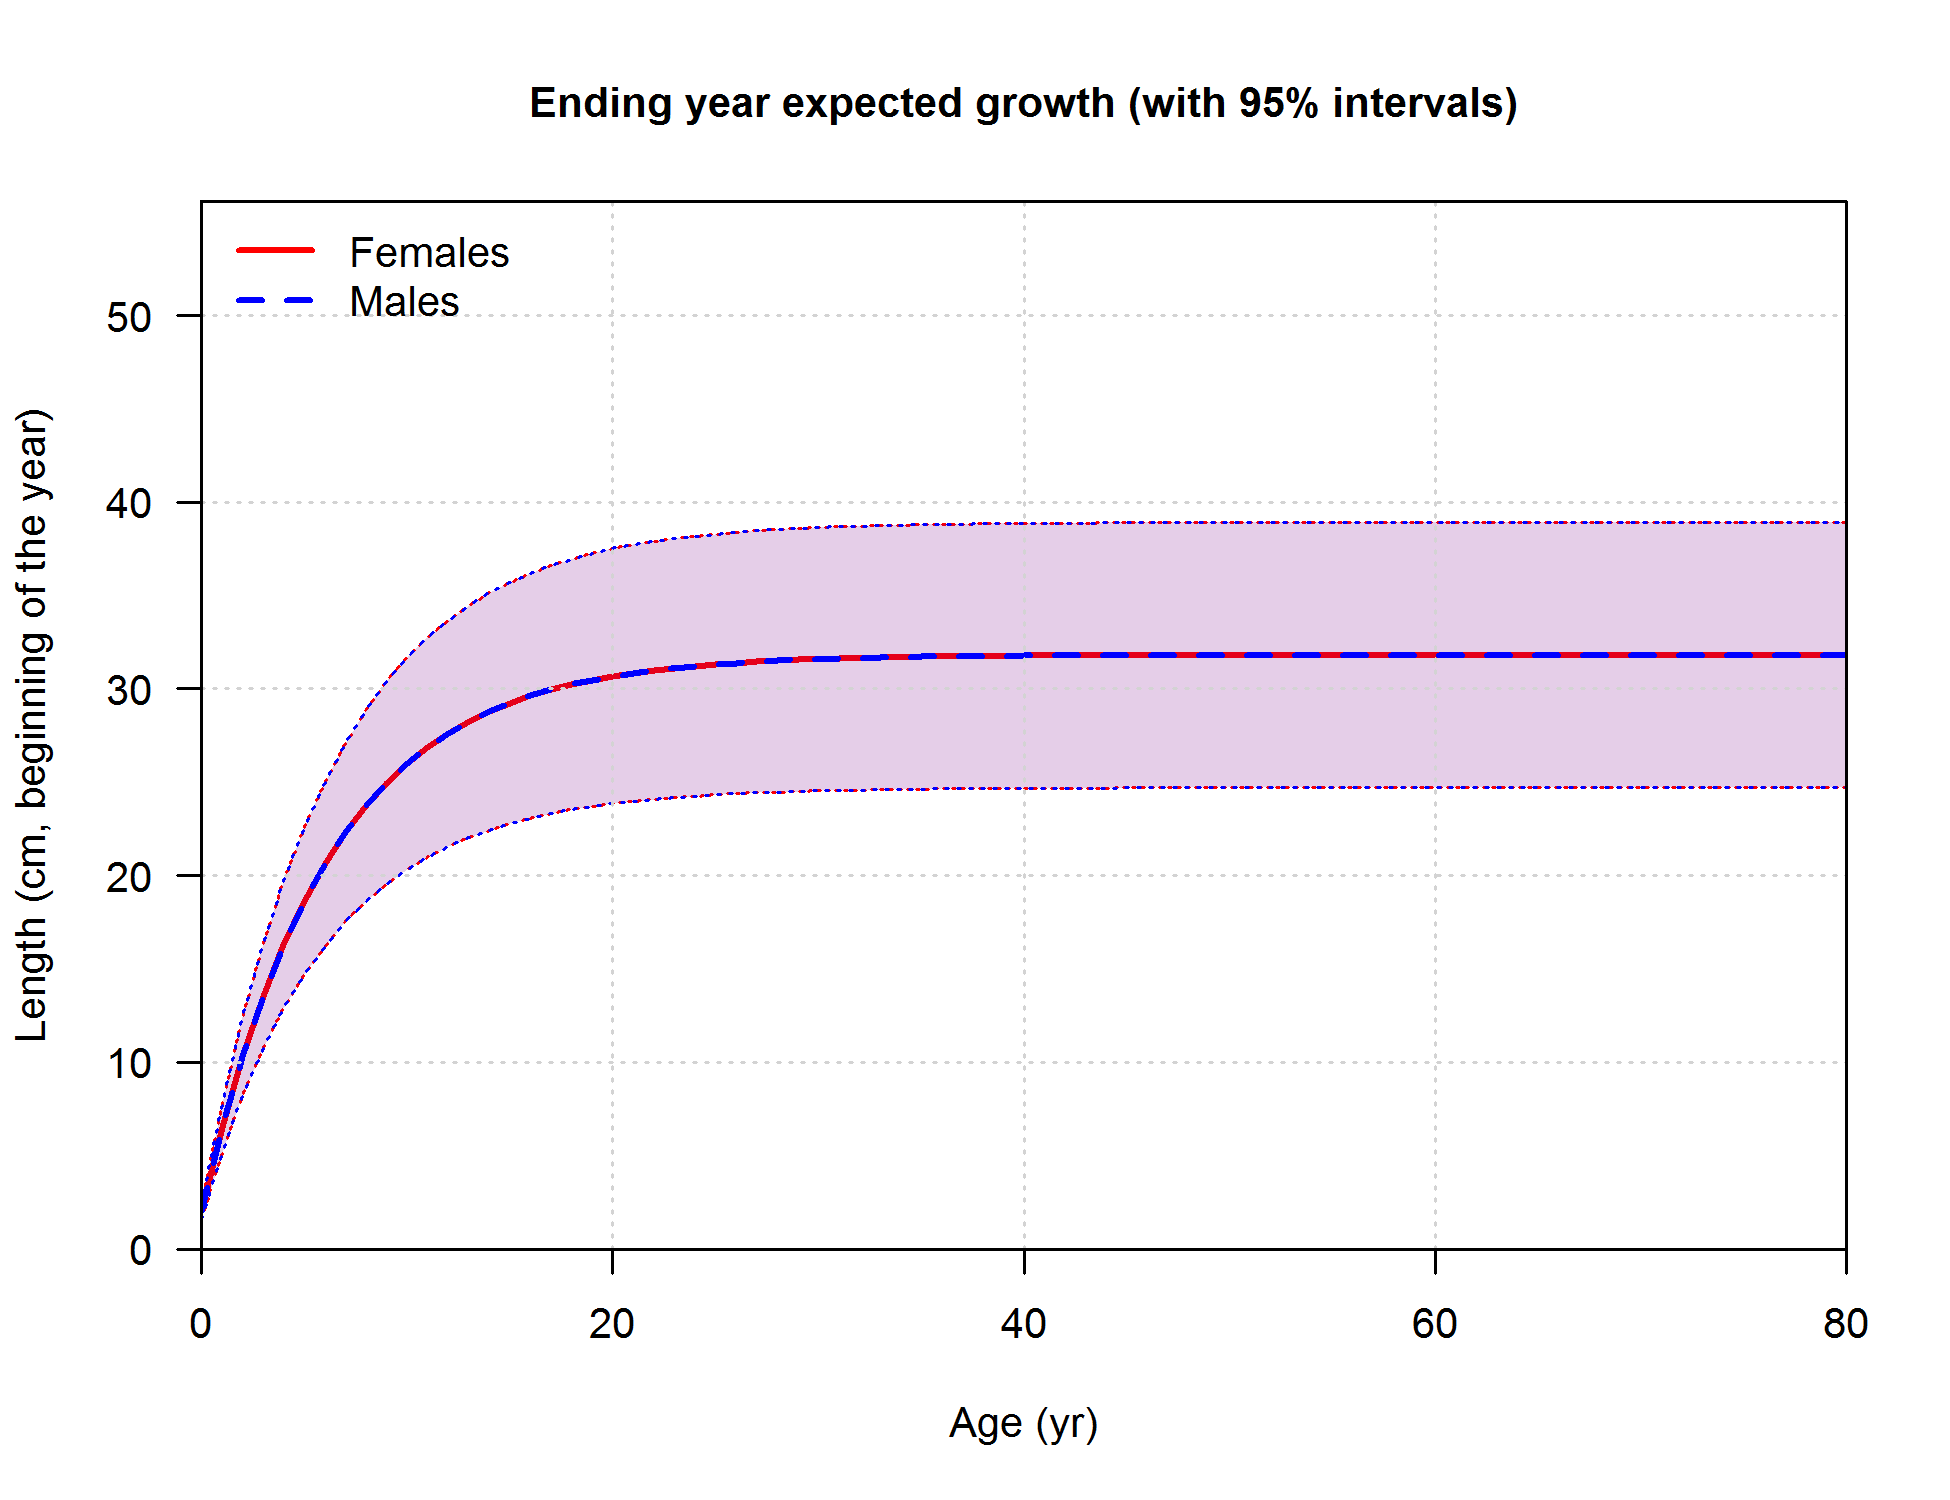 Ending year expected growth (with 95% intervals)
Females
Males
Length (cm, beginning of the year)
50
40
30
20
10
0
0 20 40 60 80
Age (yr)